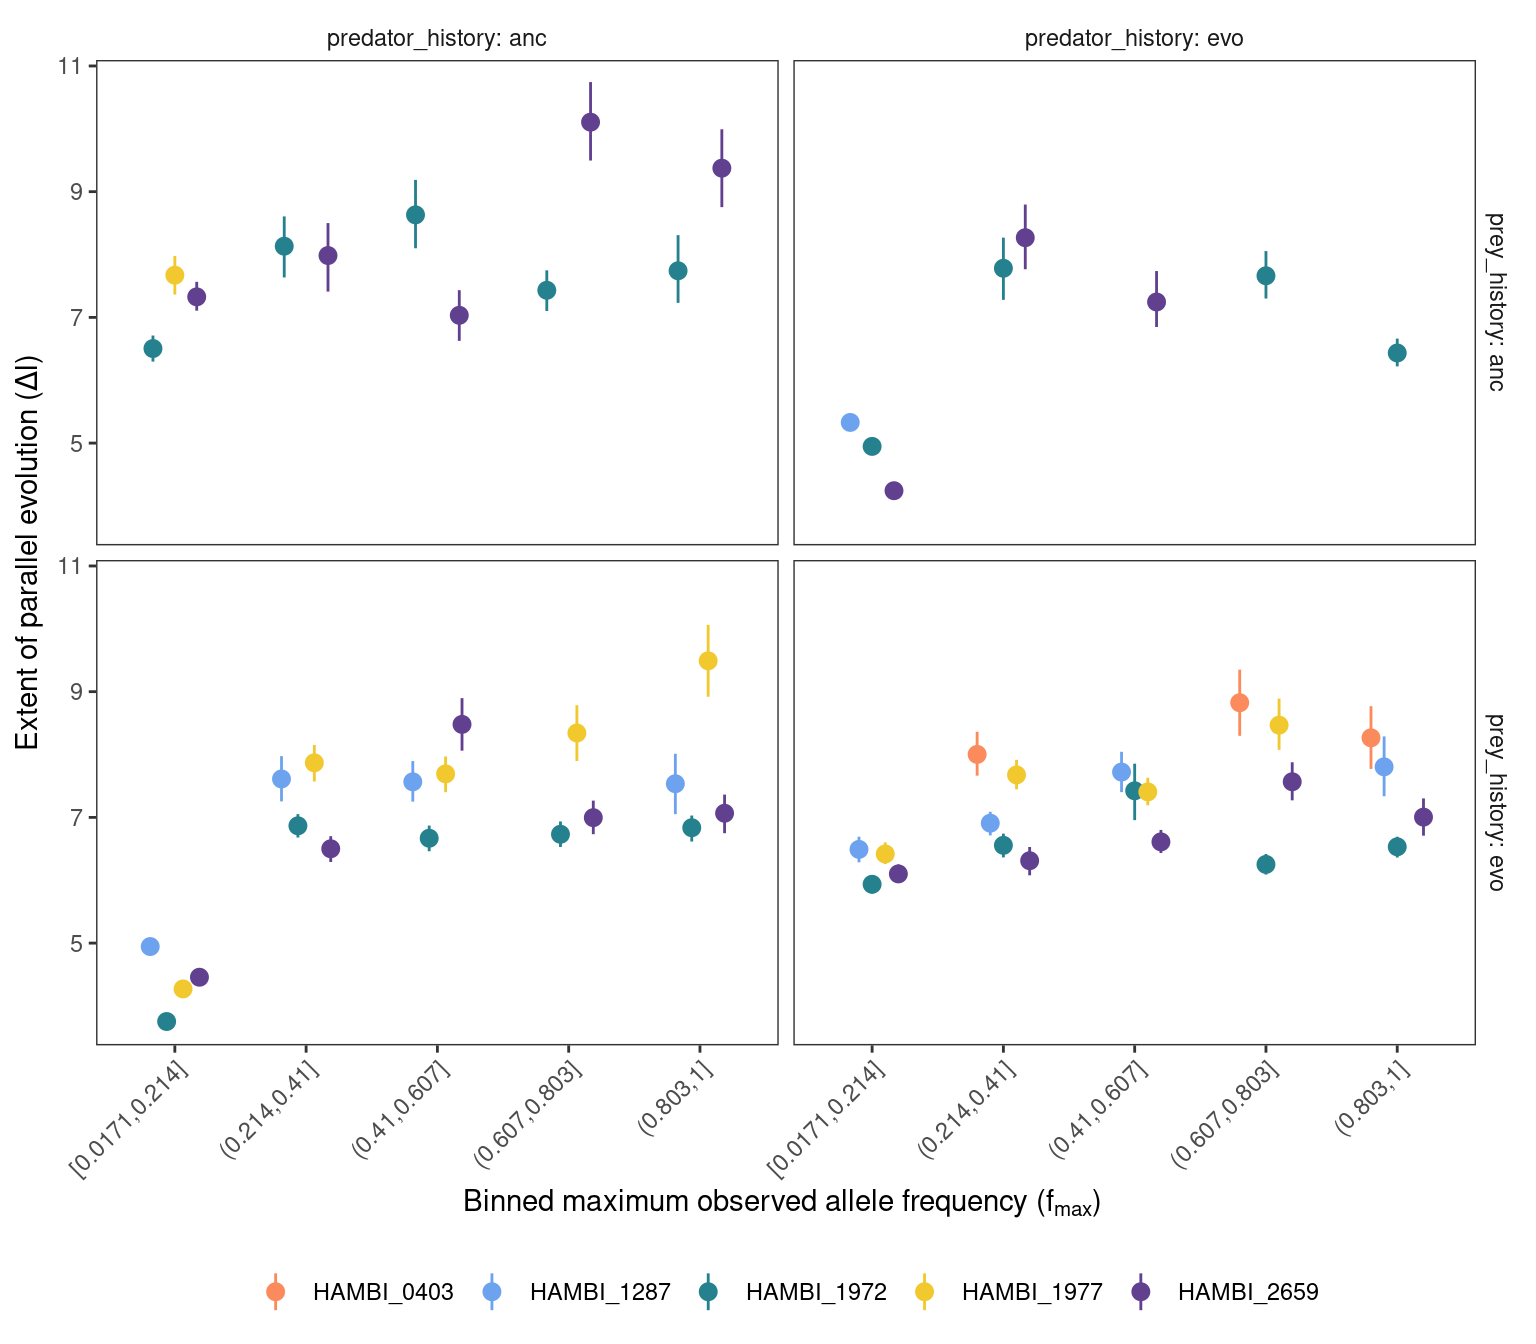 predator_history: anc
predator_history: evo
11
9
7
5
prey_history: anc
11
9
7
5
prey_history: evo
Extent of parallel evolution (ΔI)
[0.0171,0.214]
(0.214,0.41]
(0.41,0.607]
(0.607,0.803]
(0.803,1]
[0.0171,0.214]
(0.214,0.41]
(0.41,0.607]
(0.607,0.803]
(0.803,1]
Binned maximum observed allele frequency (fmax)
HAMBI_0403
HAMBI_1287
HAMBI_1972
HAMBI_1977
HAMBI_2659